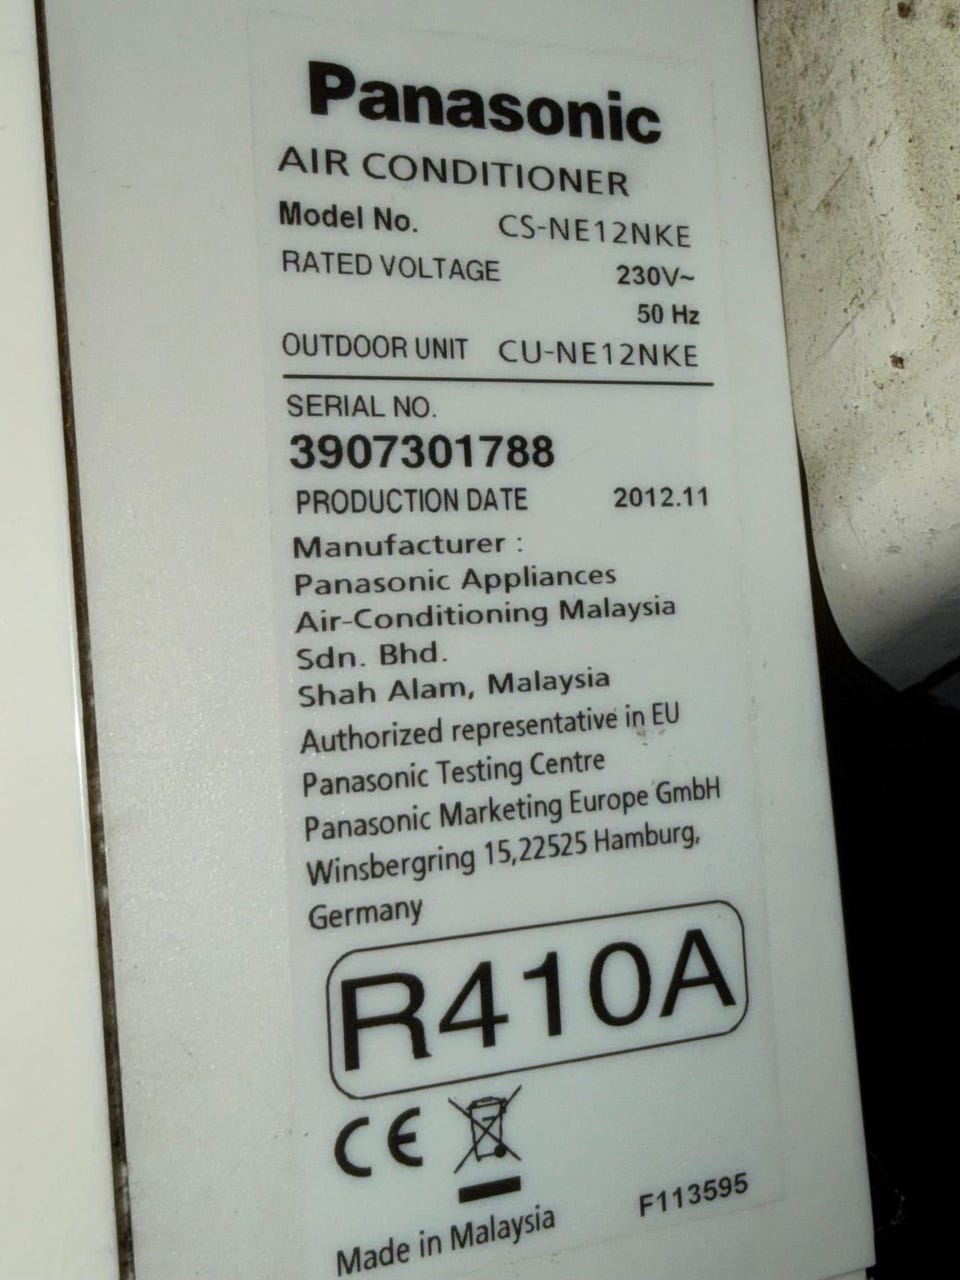 Panasonic
AIR CONDITIONER
Model No. CS-NE12NKE
RATED VOLTAGE 230V~
50 Hz
OUTDOOR UNIT CU-NE12NKE
SERIAL NO.
3907301788
PRODUCTION DATE 2012.11
Manufacturer :
Panasonic Appliances
Air-Conditioning Malaysia
Sdn. Bhd.
Shah Alam, Malaysia
Authorized representative in EU
Panasonic Testing Centre
Panasonic Marketing Europe GmbH
Winsbergring 15,22525 Hamburg,
Germany
R410A
CE
Made in Malaysia F113595